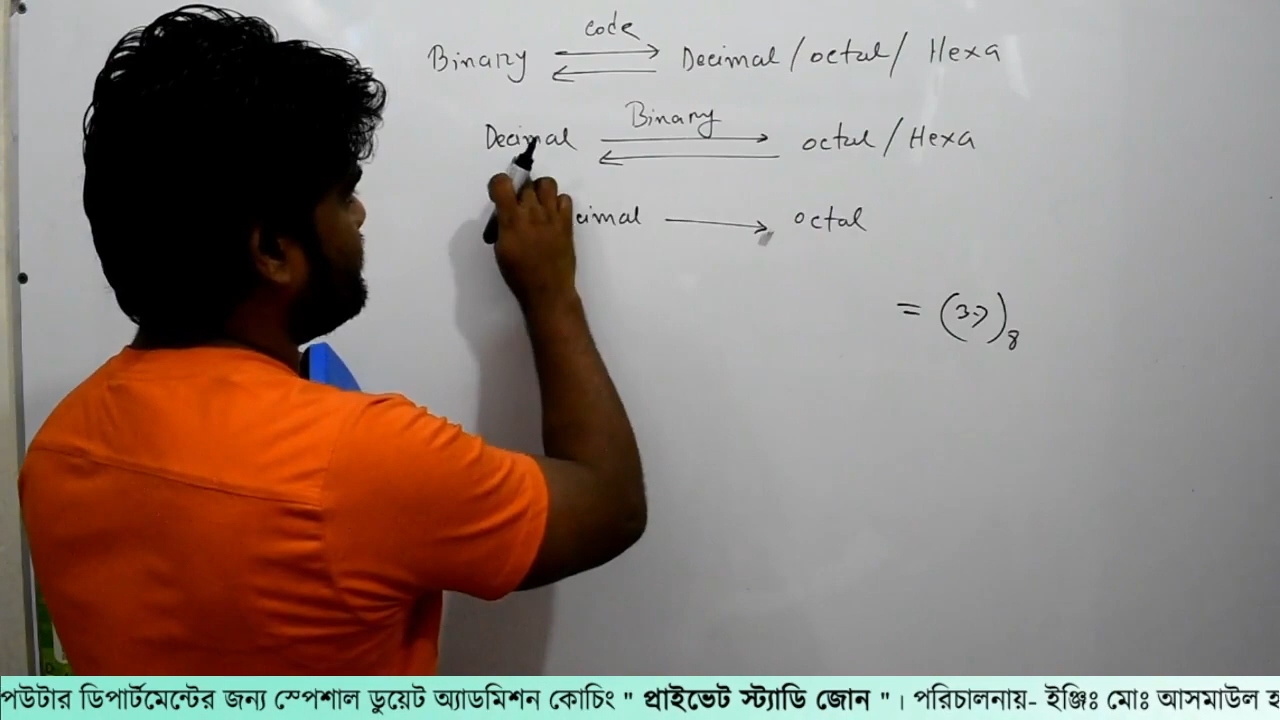 code
Binary ⇄ Decimal / octal / Hexa
Binary
Decimal ⇄ octal / Hexa
cimal → octal
= (37)8
পউটার ডিপার্টমেন্টের জন্য স্পেশাল ডুয়েট অ্যাডমিশন কোচিং " প্রাইভেট স্ট্যাডি জোন " । পরিচালনায়- ইঞ্জিঃ মোঃ আসমাউল হ